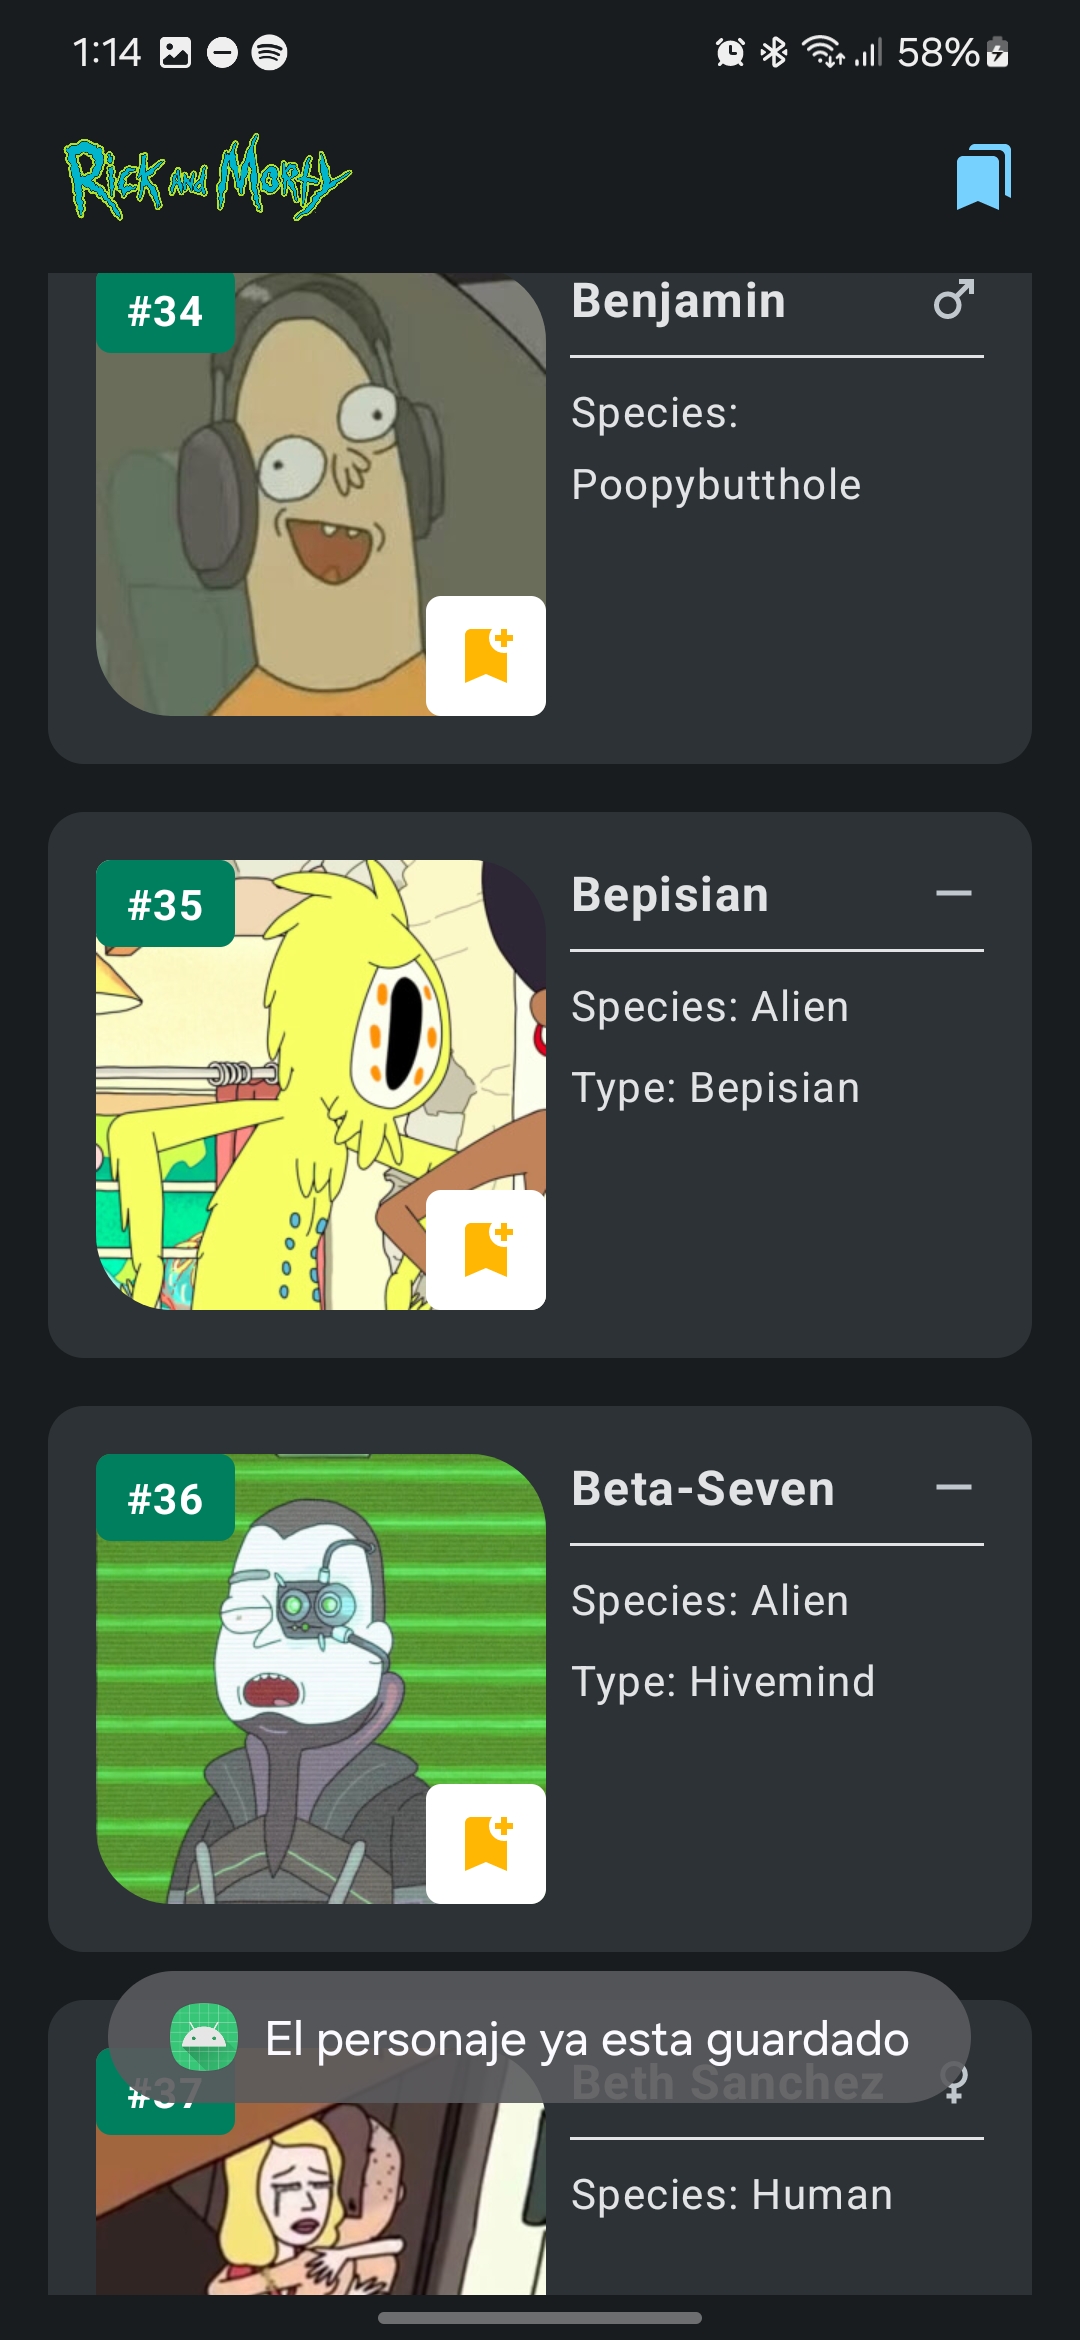 1:14
58%
Rick and Morty
#34
Benjamin
Species:
Poopybutthole
#35
Bepisian
Species: Alien
Type: Bepisian
#36
Beta-Seven
Species: Alien
Type: Hivemind
El personaje ya esta guardado
#37
Beth Sanchez
Species: Human